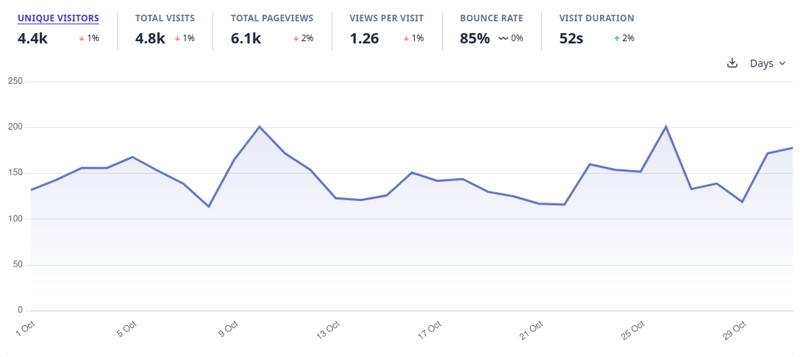 UNIQUE VISITORS TOTAL VISITS TOTAL PAGEVIEWS VIEWS PER VISIT BOUNCE RATE VISIT DURATION
4.4k ↓ 1% 4.8k ↓ 1% 6.1k ↓ 2% 1.26 ↓ 1% 85% 〰 0% 52s ↑ 2%
Days
250
200
150
100
50
0
1 Oct 5 Oct 9 Oct 13 Oct 17 Oct 21 Oct 25 Oct 29 Oct